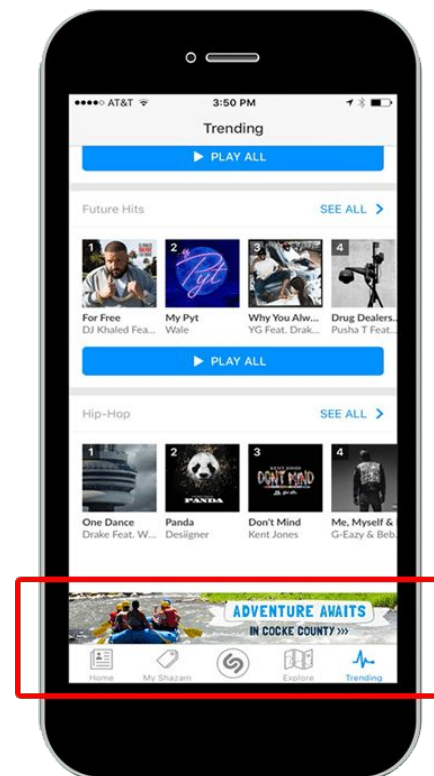 AT&T 3:50 PM
Trending
PLAY ALL
Future Hits SEE ALL >
1 2 3 4
Pyt
For Free My Pyt Why You Alw... Drug Dealers...
DJ Khaled Fea... Wale YG Feat. Drak... Pusha T Feat...
PLAY ALL
Hip-Hop SEE ALL >
1 2 3 4
PANDA KENT JONES
DON'T MIND
One Dance Panda Don't Mind Me, Myself &
Drake Feat. W... Desiigner Kent Jones G-Eazy & Beb.
ADVENTURE AWAITS
IN COCKE COUNTY >>>
Home My Shazam Explore Trending